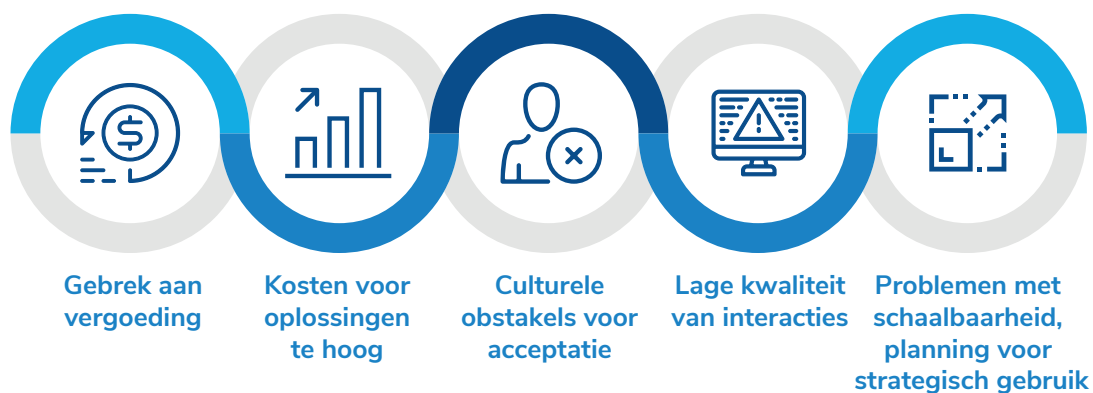 Gebrek aan
vergoeding
Kosten voor
oplossingen
te hoog
Culturele
obstakels voor
acceptatie
Lage kwaliteit
van interacties
Problemen met
schaalbaarheid,
planning voor
strategisch gebruik